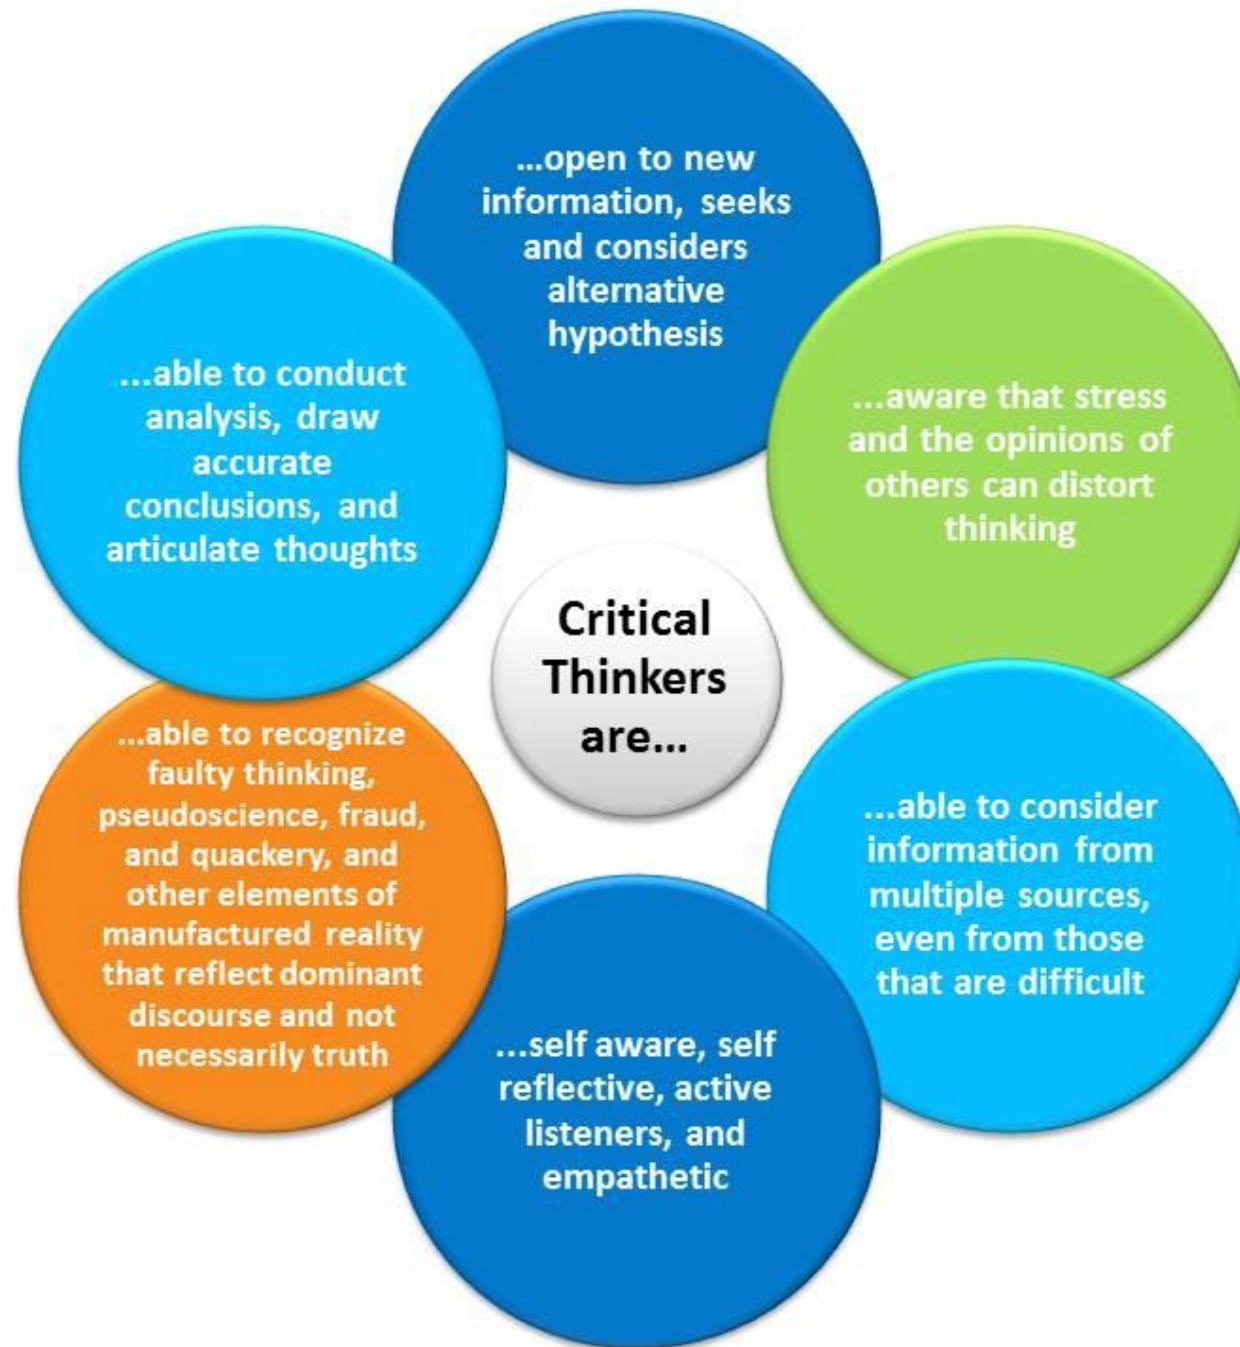 ...open to new
information, seeks
and considers
alternative
hypothesis
...aware that stress
and the opinions of
others can distort
thinking
...able to consider
information from
multiple sources,
even from those
that are difficult
...self aware, self
reflective, active
listeners, and
empathetic
...able to recognize
faulty thinking,
pseudoscience, fraud,
and quackery, and
other elements of
manufactured reality
that reflect dominant
discourse and not
necessarily truth
...able to conduct
analysis, draw
accurate
conclusions, and
articulate thoughts
Critical
Thinkers
are...